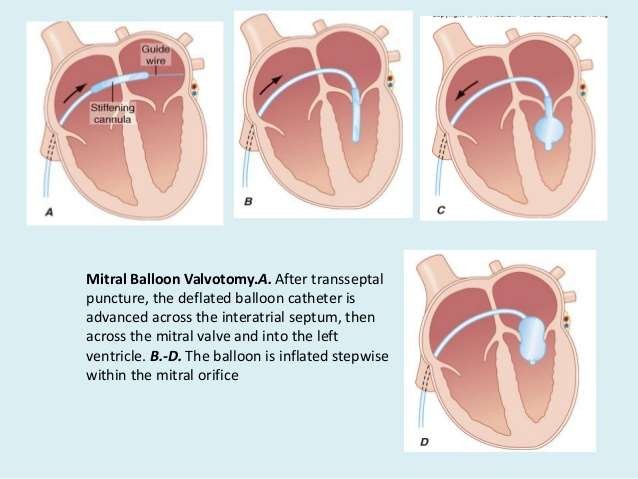 Guide
wire
Stiffening
cannula
A
B
C
Mitral Balloon Valvotomy.A. After transseptal
puncture, the deflated balloon catheter is
advanced across the interatrial septum, then
across the mitral valve and into the left
ventricle. B.-D. The balloon is inflated stepwise
within the mitral orifice
D